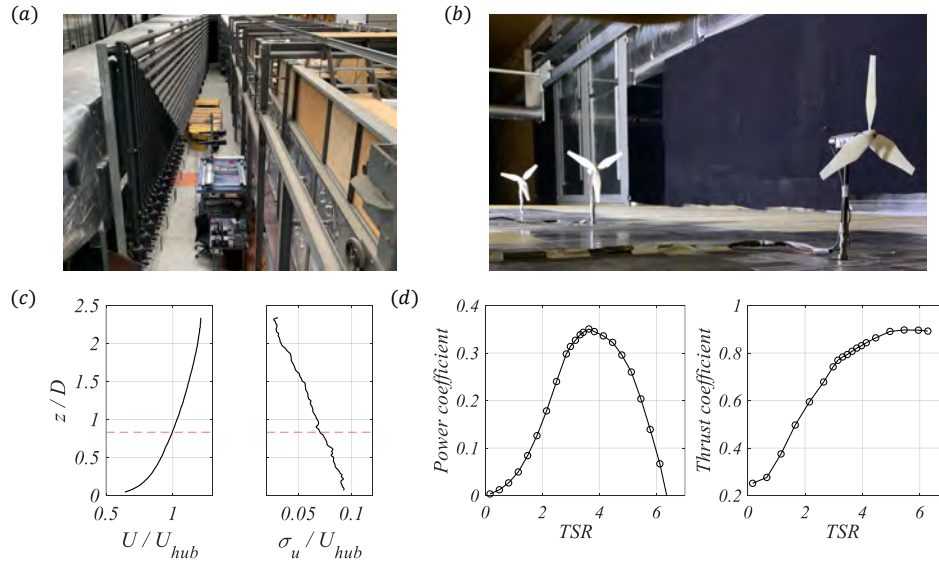 (a)
(b)
(c)
2.5
2
1.5
1
0.5
0
z / D
0.5
1
U / U_hub
0.05
0.1
σ_u / U_hub
(d)
0.4
0.3
0.2
0.1
0
Power coefficient
0
2
4
6
TSR
1
0.8
0.6
0.4
0.2
Thrust coefficient
0
2
4
6
TSR